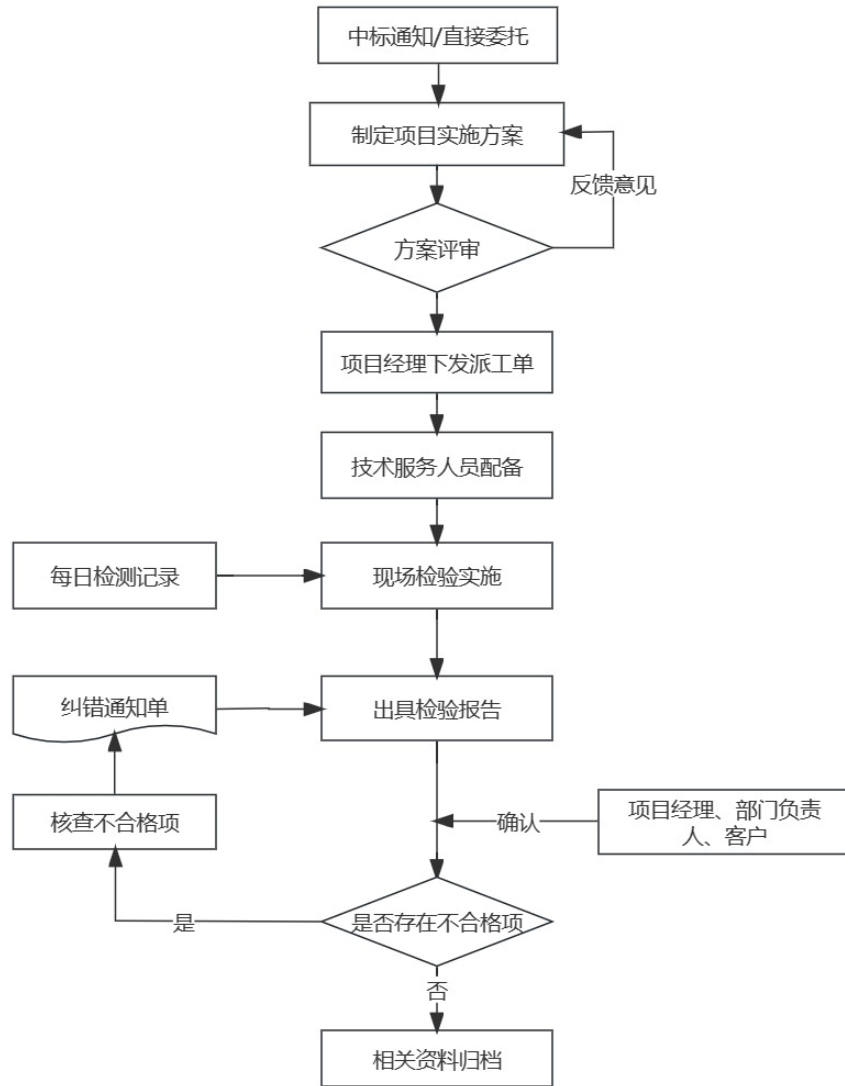 中标通知/直接委托
制定项目实施方案
反馈意见
方案评审
项目经理下发派工单
技术服务人员配备
每日检测记录
现场检验实施
纠错通知单
出具检验报告
核查不合格项
确认
项目经理、部门负责
人、客户
是否存在不合格项
是
否
相关资料归档